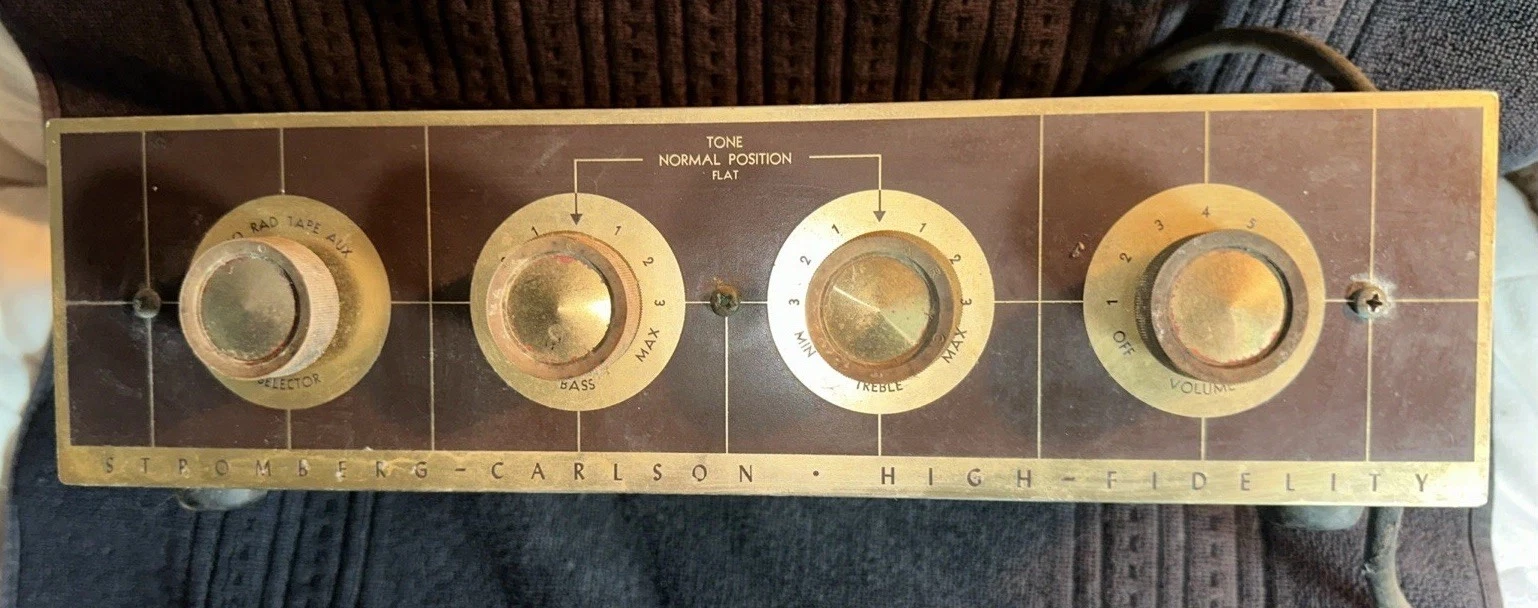 TONE
NORMAL POSITION
FLAT
RAD TAPE AUX
SELECTOR
1 1 2 3 MAX
BASS
MIN 3 2 1 1 2 3 MAX
TREBLE
OFF 1 2 3 4 5
VOLUME
STROMBERG-CARLSON • HIGH-FIDELITY